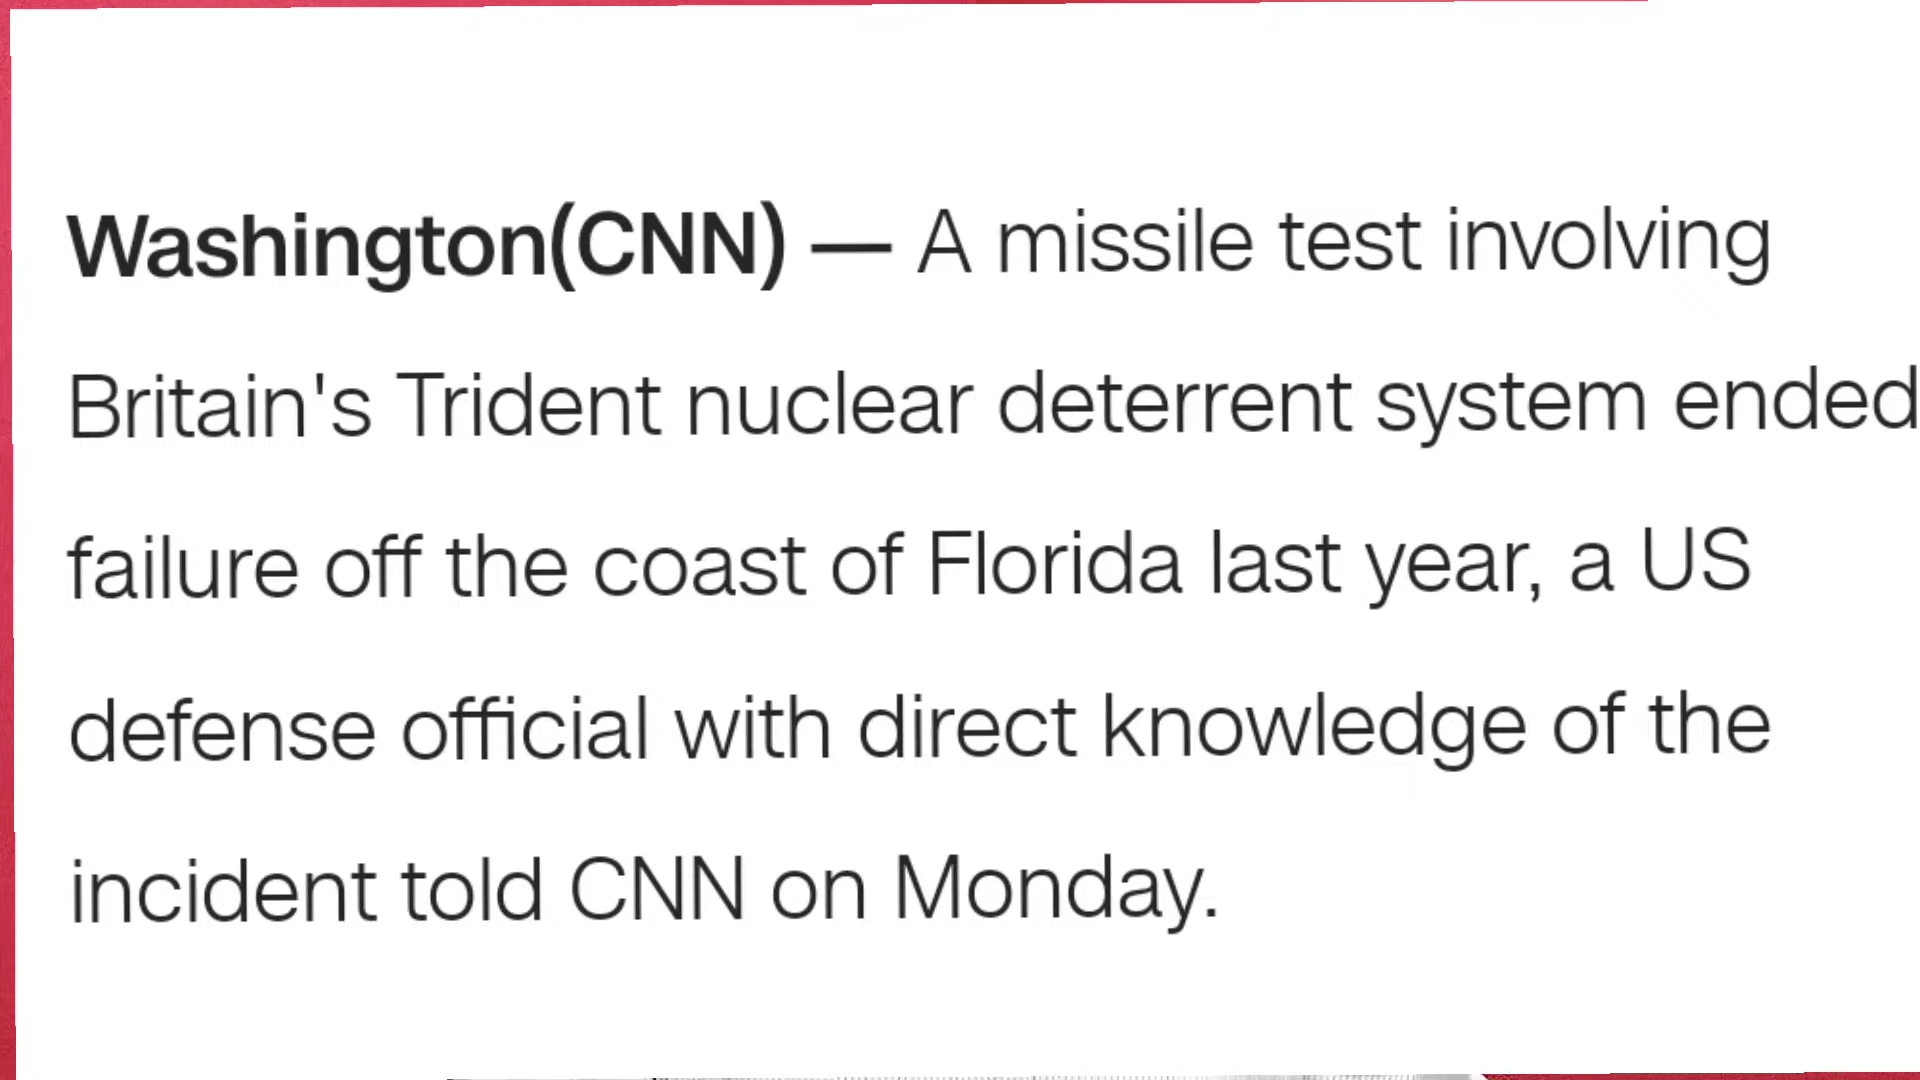 Washington(CNN) — A missile test involving
Britain's Trident nuclear deterrent system ended
failure off the coast of Florida last year, a US
defense official with direct knowledge of the
incident told CNN on Monday.